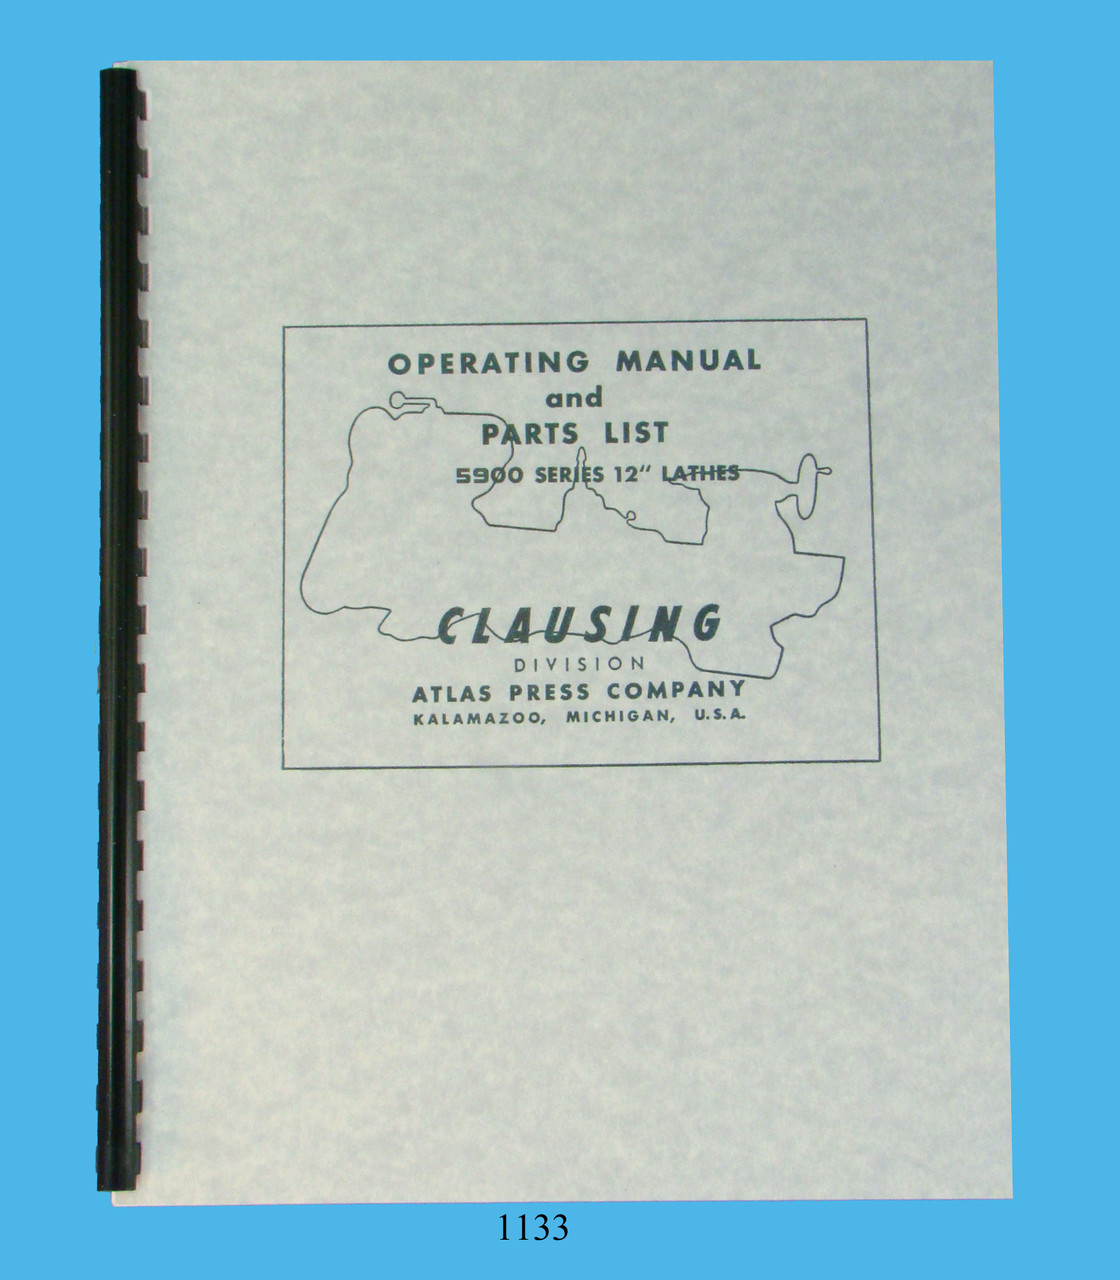 OPERATING MANUAL
and
PARTS LIST
5900 SERIES 12" LATHES
CLAUSING
DIVISION
ATLAS PRESS COMPANY
KALAMAZOO, MICHIGAN, U.S.A.
1133